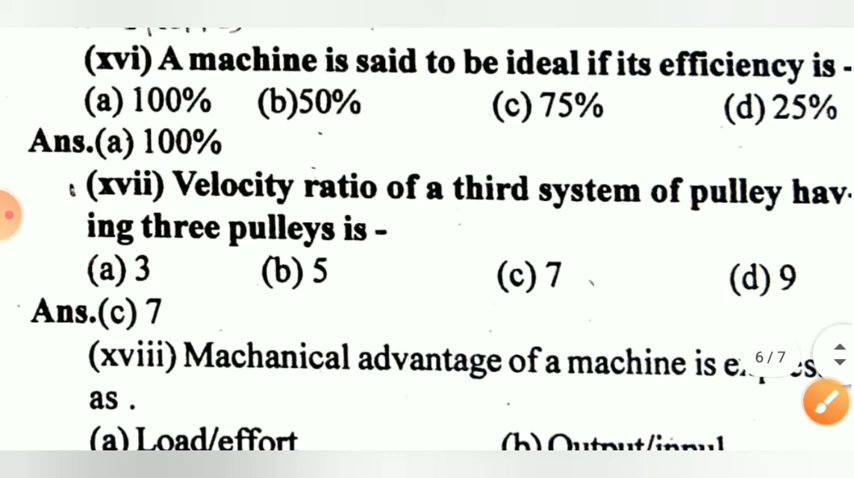 (xvi) A machine is said to be ideal if its efficiency is -
(a) 100% (b)50% (c) 75% (d) 25%
Ans.(a) 100%
(xvii) Velocity ratio of a third system of pulley hav-
ing three pulleys is -
(a) 3 (b) 5 (c) 7 (d) 9
Ans.(c) 7
(xviii) Machanical advantage of a machine is
6 / 7
as .
(a) Load/effort (b) Output/